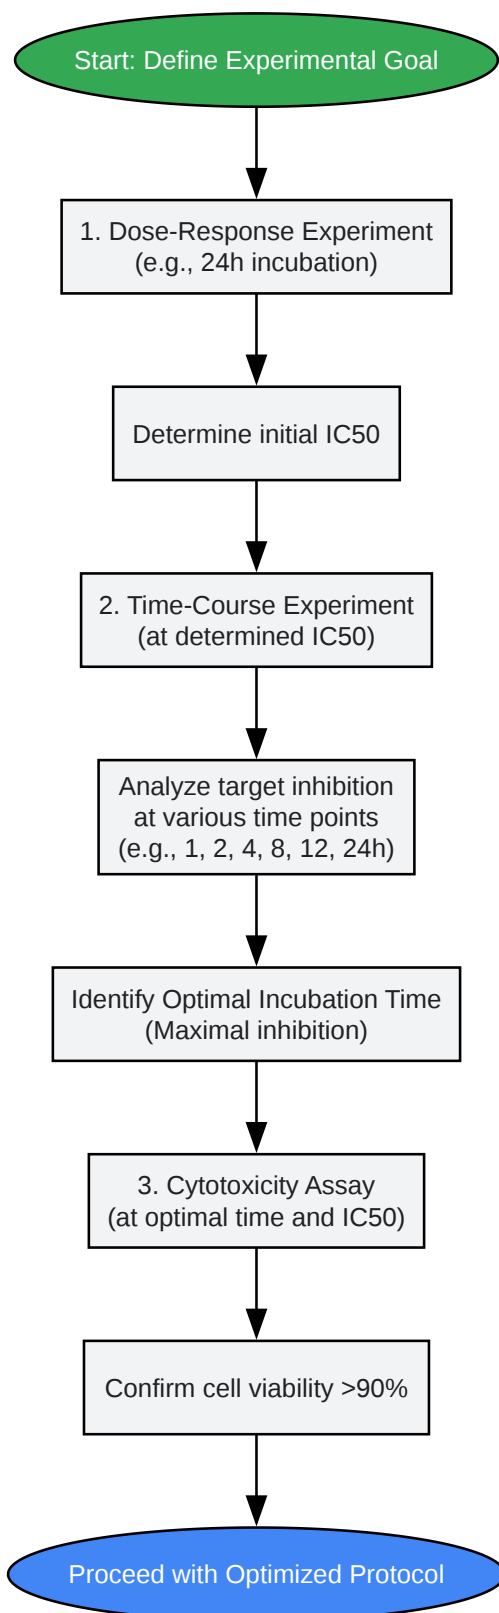 Start: Define Experimental Goal
1. Dose-Response Experiment
(e.g., 24h incubation)
Determine initial IC50
2. Time-Course Experiment
(at determined IC50)
Analyze target inhibition
at various time points
(e.g., 1, 2, 4, 8, 12, 24h)
Identify Optimal Incubation Time
(Maximal inhibition)
3. Cytotoxicity Assay
(at optimal time and IC50)
Confirm cell viability >90%
Proceed with Optimized Protocol